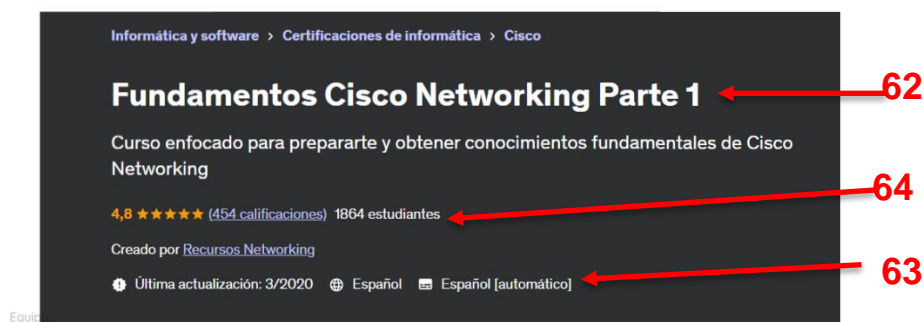 Informática y software > Certificaciones de informática > Cisco
Fundamentos Cisco Networking Parte 1
62
Curso enfocado para prepararte y obtener conocimientos fundamentales de Cisco
Networking
64
4,8 ★★★★★ (454 calificaciones) 1864 estudiantes
Creado por Recursos Networking
63
Última actualización: 3/2020 Español Español [automático]